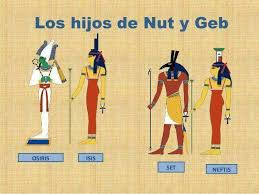 Los hijos de Nut y Geb
OSIRIS
ISIS
SET
NEFTIS